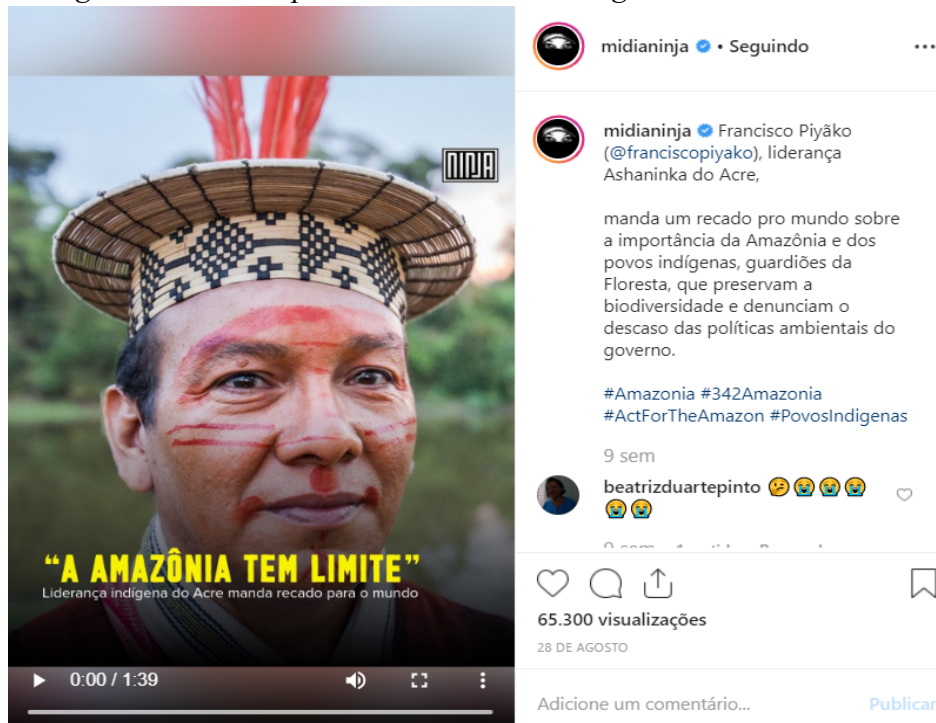 NINJA
“A AMAZÔNIA TEM LIMITE”
Liderança indígena do Acre manda recado para o mundo
0:00 / 1:39
midianinja • Seguindo
midianinja Francisco Piyãko
(@franciscopiyako), liderança
Ashaninka do Acre,
manda um recado pro mundo sobre
a importância da Amazônia e dos
povos indígenas, guardiões da
Floresta, que preservam a
biodiversidade e denunciam o
descaso das políticas ambientais do
governo.
#Amazonia #342Amazonia
#ActForTheAmazon #PovosIndigenas
9 sem
beatrizduartepinto 🤔😭😭😭
😭😭
65.300 visualizações
28 DE AGOSTO
Adicione um comentário... Publicar